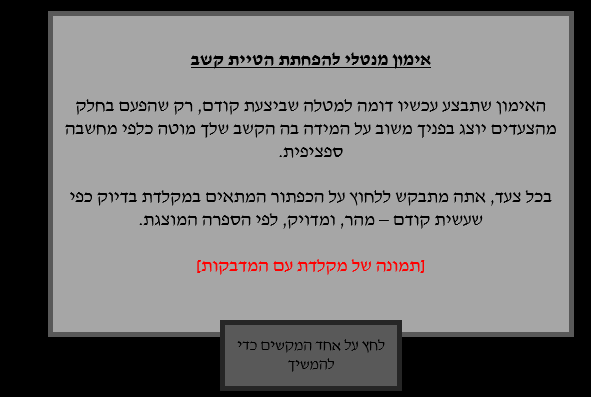 אימון מנטלי להפחתת הטיית קשב
האימון שתבצע עכשיו דומה למטלה שביצעת קודם, רק שהפעם בחלק
מהצעדים יוצג בפניך משוב על המידה בה הקשב שלך מוטה כלפי מחשבה
ספציפית.
בכל צעד, אתה מתבקש ללחוץ על הכפתור המתאים במקלדת בדיוק כפי
שעשית קודם – מהר, ומדויק, לפי הספרה המוצגת.
[תמונה של מקלדת עם המדבקות]
לחץ על אחד המקשים כדי
להמשיך